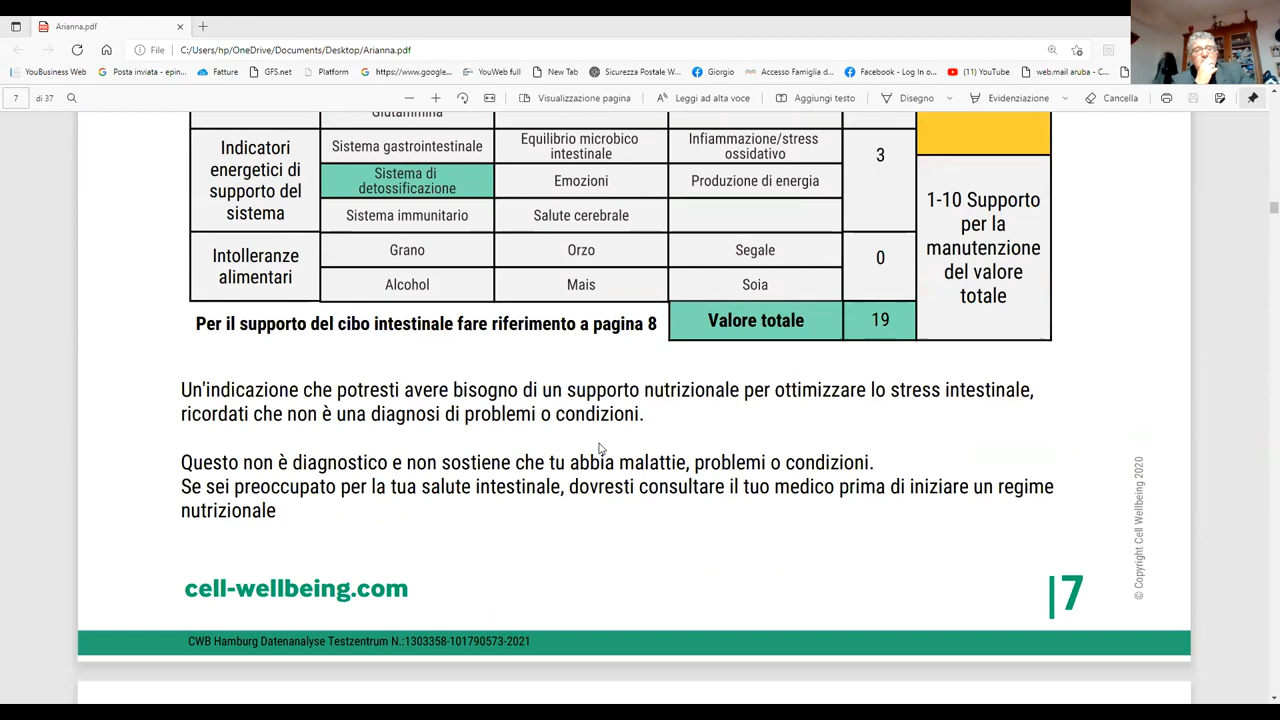 Arianna.pdf
File
C:/Users/hp/OneDrive/Documents/Desktop/Arianna.pdf
YouBusiness Web
Posta inviata - epin...
Fatture
GFS.net
Platform
https://www.google...
YouWeb full
New Tab
Sicurezza Postale W...
Giorgio
Accesso Famiglia d...
Facebook - Log In o...
(11) YouTube
web.mail aruba - C...
7 di 37
Visualizzazione pagina
Leggi ad alta voce
Aggiungi testo
Disegno
Evidenziazione
Cancella
Glutammina
Indicatori
energetici di
supporto del
sistema
Sistema gastrointestinale
Equilibrio microbico
intestinale
Infiammazione/stress
ossidativo
3
Sistema di
detossificazione
Emozioni
Produzione di energia
Sistema immunitario
Salute cerebrale
1-10 Supporto
per la
manutenzione
del valore
totale
Intolleranze
alimentari
Grano
Orzo
Segale
0
Alcohol
Mais
Soia
Per il supporto del cibo intestinale fare riferimento a pagina 8
Valore totale
19
Un'indicazione che potresti avere bisogno di un supporto nutrizionale per ottimizzare lo stress intestinale,
ricordati che non è una diagnosi di problemi o condizioni.
Questo non è diagnostico e non sostiene che tu abbia malattie, problemi o condizioni.
Se sei preoccupato per la tua salute intestinale, dovresti consultare il tuo medico prima di iniziare un regime
nutrizionale
© Copyright Cell Wellbeing 2020
cell-wellbeing.com
|7
CWB Hamburg Datenanalyse Testzentrum N.:1303358-101790573-2021